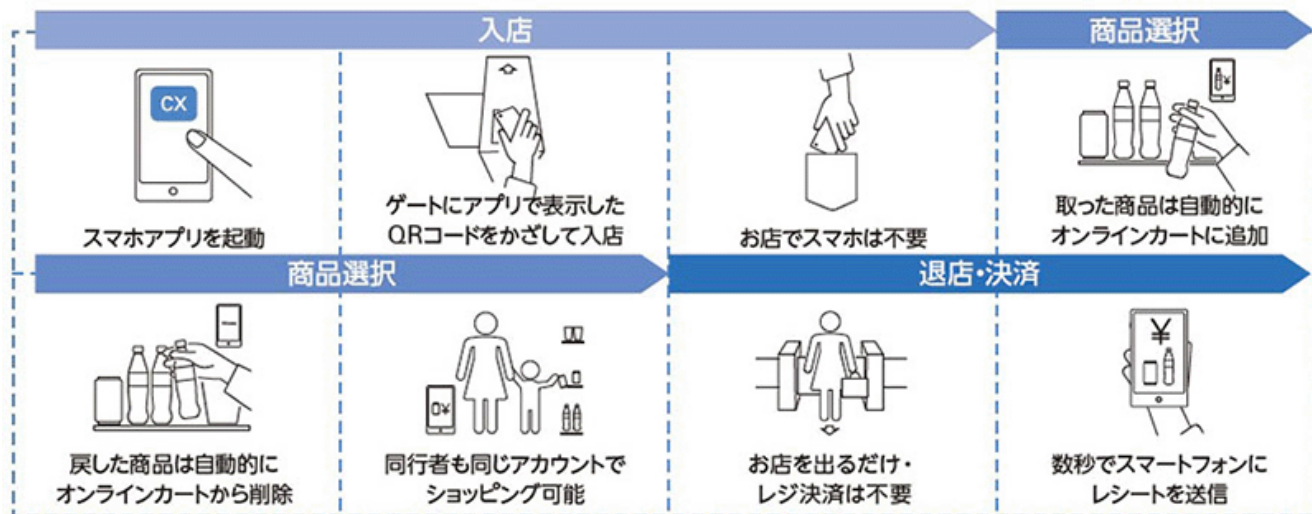 入店
商品選択
CX
スマホアプリを起動
ゲートにアプリで表示した
QRコードをかざして入店
お店でスマホは不要
¥
取った商品は自動的に
オンラインカートに追加
商品選択
退店・決済
戻した商品は自動的に
オンラインカートから削除
¥
同行者も同じアカウントで
ショッピング可能
お店を出るだけ・
レジ決済は不要
¥
数秒でスマートフォンに
レシートを送信